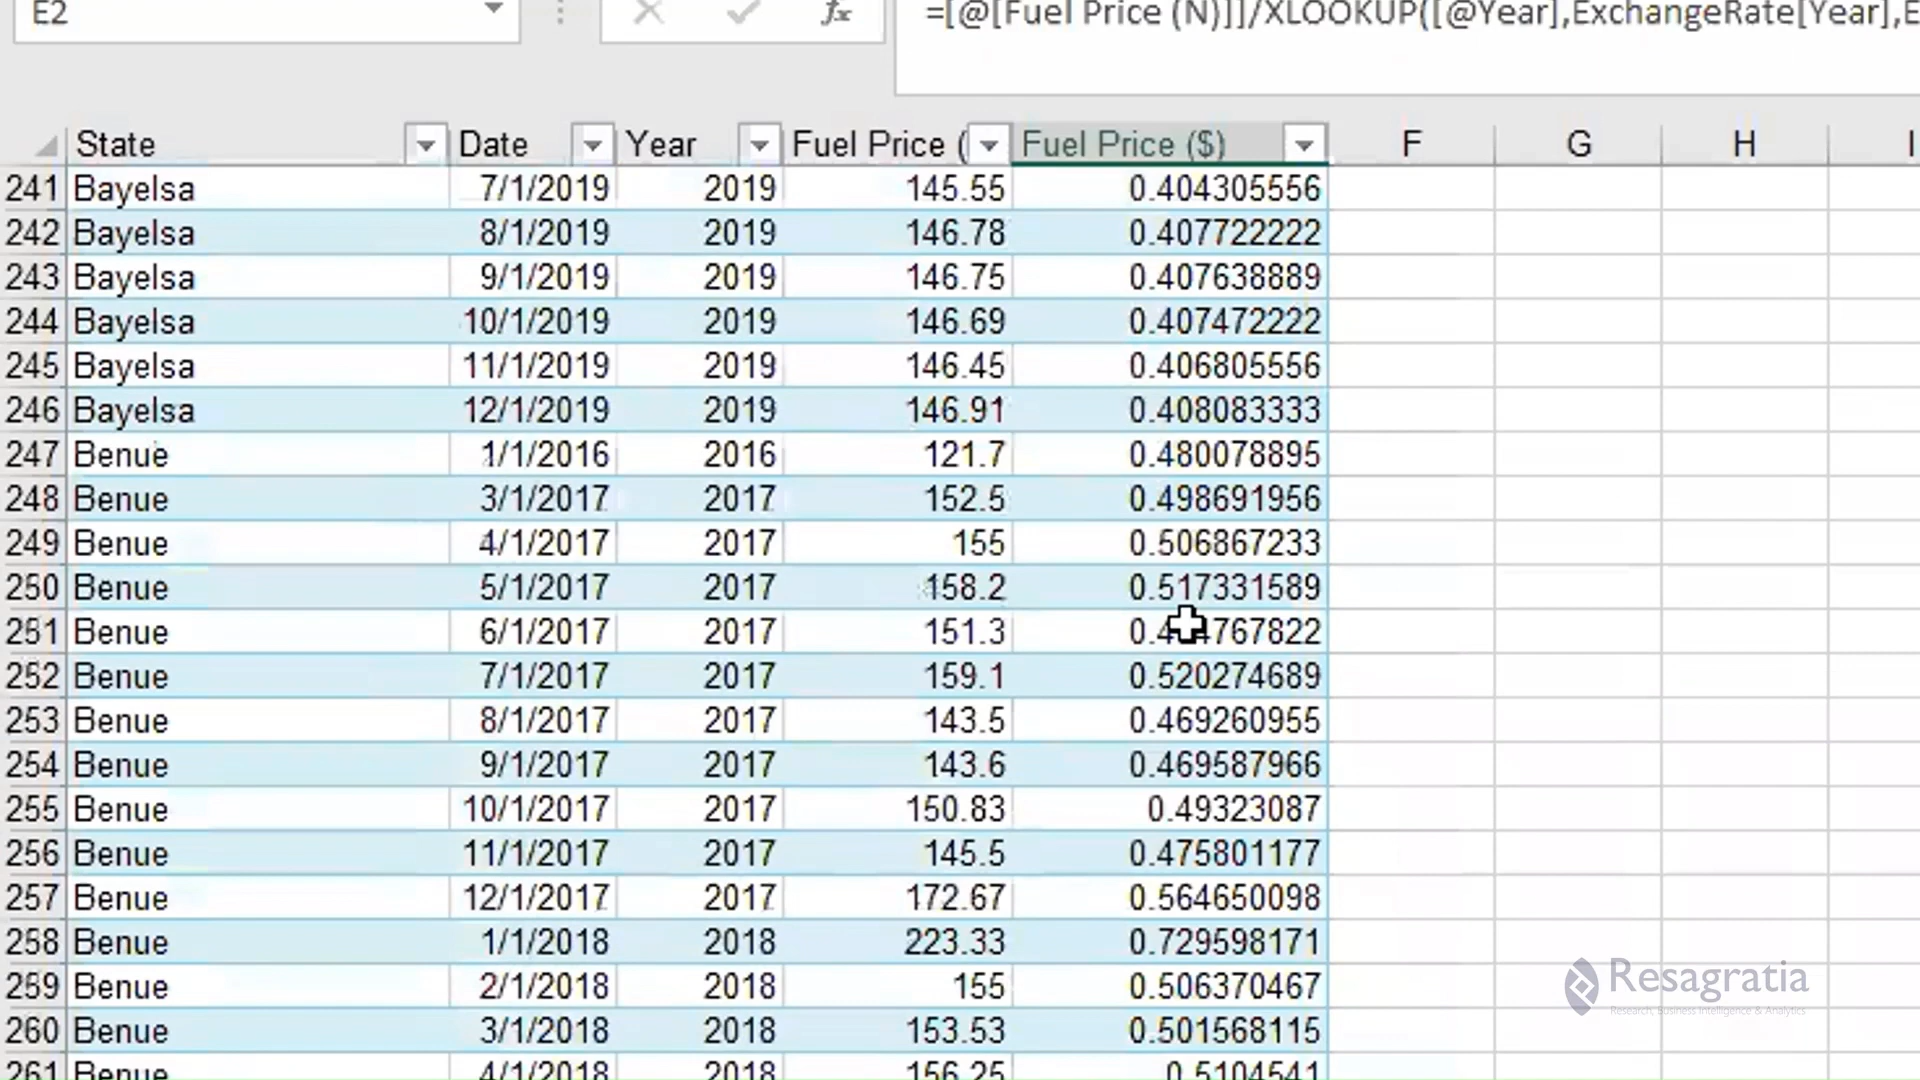 E2 fx =[@[Fuel Price (N)]]/XLOOKUP([@Year],ExchangeRate[Year],E
State Date Year Fuel Price ( Fuel Price ($) F G H I
241 Bayelsa 7/1/2019 2019 145.55 0.404305556
242 Bayelsa 8/1/2019 2019 146.78 0.407722222
243 Bayelsa 9/1/2019 2019 146.75 0.407638889
244 Bayelsa 10/1/2019 2019 146.69 0.407472222
245 Bayelsa 11/1/2019 2019 146.45 0.406805556
246 Bayelsa 12/1/2019 2019 146.91 0.408083333
247 Benue 1/1/2016 2016 121.7 0.480078895
248 Benue 3/1/2017 2017 152.5 0.498691956
249 Benue 4/1/2017 2017 155 0.506867233
250 Benue 5/1/2017 2017 158.2 0.517331589
251 Benue 6/1/2017 2017 151.3
252 Benue 7/1/2017 2017 159.1 0.520274689
253 Benue 8/1/2017 2017 143.5 0.469260955
254 Benue 9/1/2017 2017 143.6 0.469587966
255 Benue 10/1/2017 2017 150.83 0.49323087
256 Benue 11/1/2017 2017 145.5 0.475801177
257 Benue 12/1/2017 2017 172.67 0.564650098
258 Benue 1/1/2018 2018 223.33 0.729598171
259 Benue 2/1/2018 2018 155 0.506370467
260 Benue 3/1/2018 2018 153.53 0.501568115
261 Benue 4/1/2018 2018 156.25 0.5104541
Resagratia
Research, Business Intelligence & Analytics